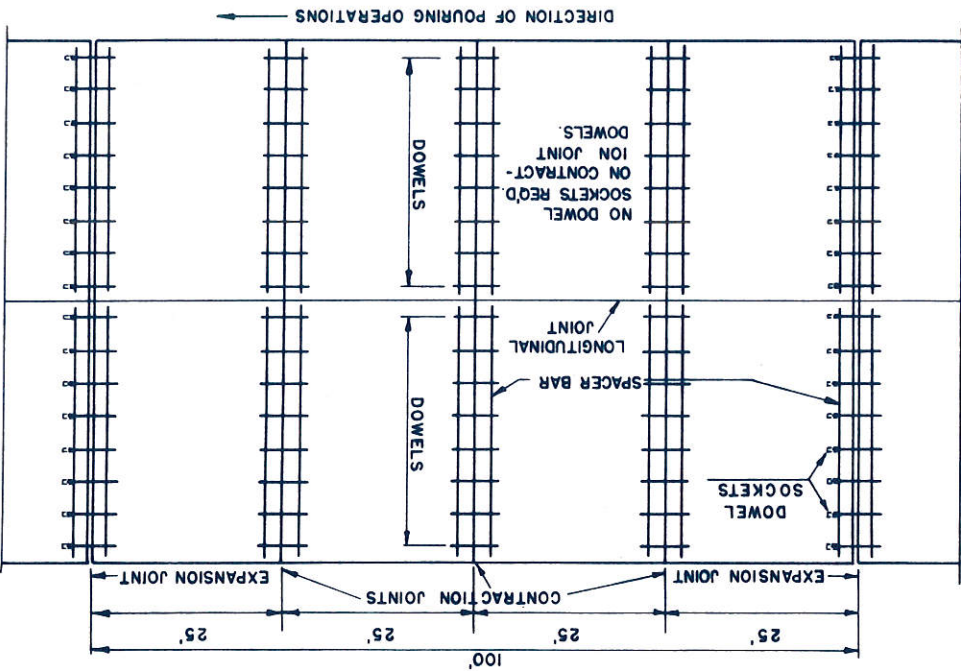 100'
25'
25'
25'
25'
CONTRACTION JOINTS
EXPANSION JOINT
EXPANSION JOINT
DOWEL
SOCKETS
DOWELS
SPACER BAR
LONGITUDINAL
JOINT
NO DOWEL
SOCKETS REQ'D.
ON CONTRACT-
ION JOINT
DOWELS.
DOWELS
DIRECTION OF POURING OPERATIONS